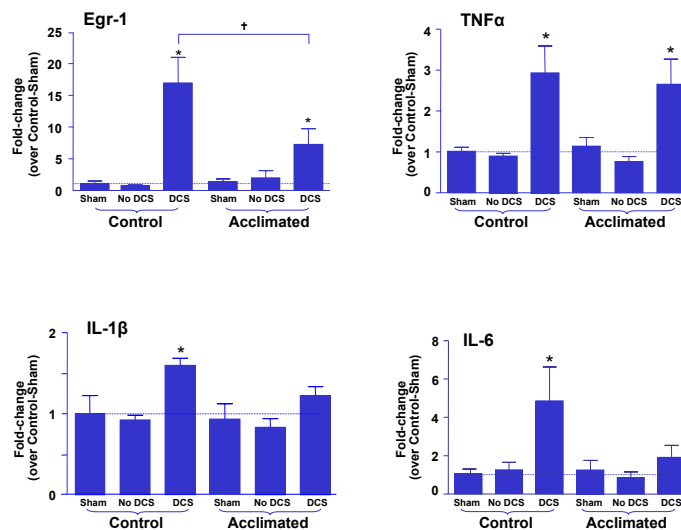 Egr-1
✝
Fold-change
(over Control-Sham)
25
20
15
10
5
0
*
*
Sham No DCS DCS Sham No DCS DCS
Control Acclimated
TNFα
Fold-change
(over Control-Sham)
4
3
2
1
0
*
*
Sham No DCS DCS Sham No DCS DCS
Control Acclimated
IL-1β
Fold-change
(over Control-Sham)
2
1
0
*
Sham No DCS DCS Sham No DCS DCS
Control Acclimated
IL-6
Fold-change
(over Control-Sham)
8
6
4
2
0
*
Sham No DCS DCS Sham No DCS DCS
Control Acclimated